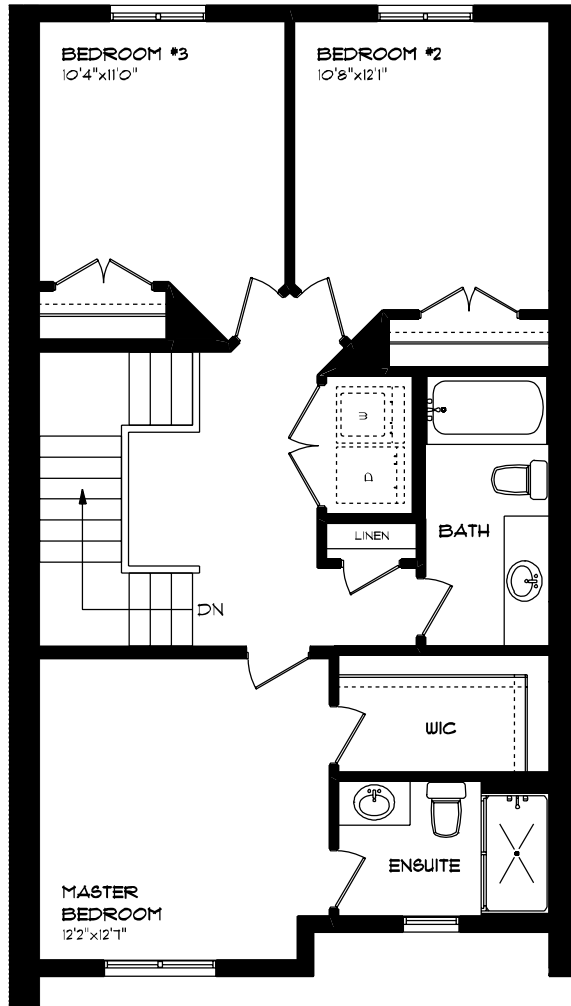 BEDROOM #3
10'4"x11'0"
BEDROOM #2
10'8"x12'1"
W
D
LINEN
BATH
DN
WIC
ENSUITE
MASTER
BEDROOM
12'2"x12'7"